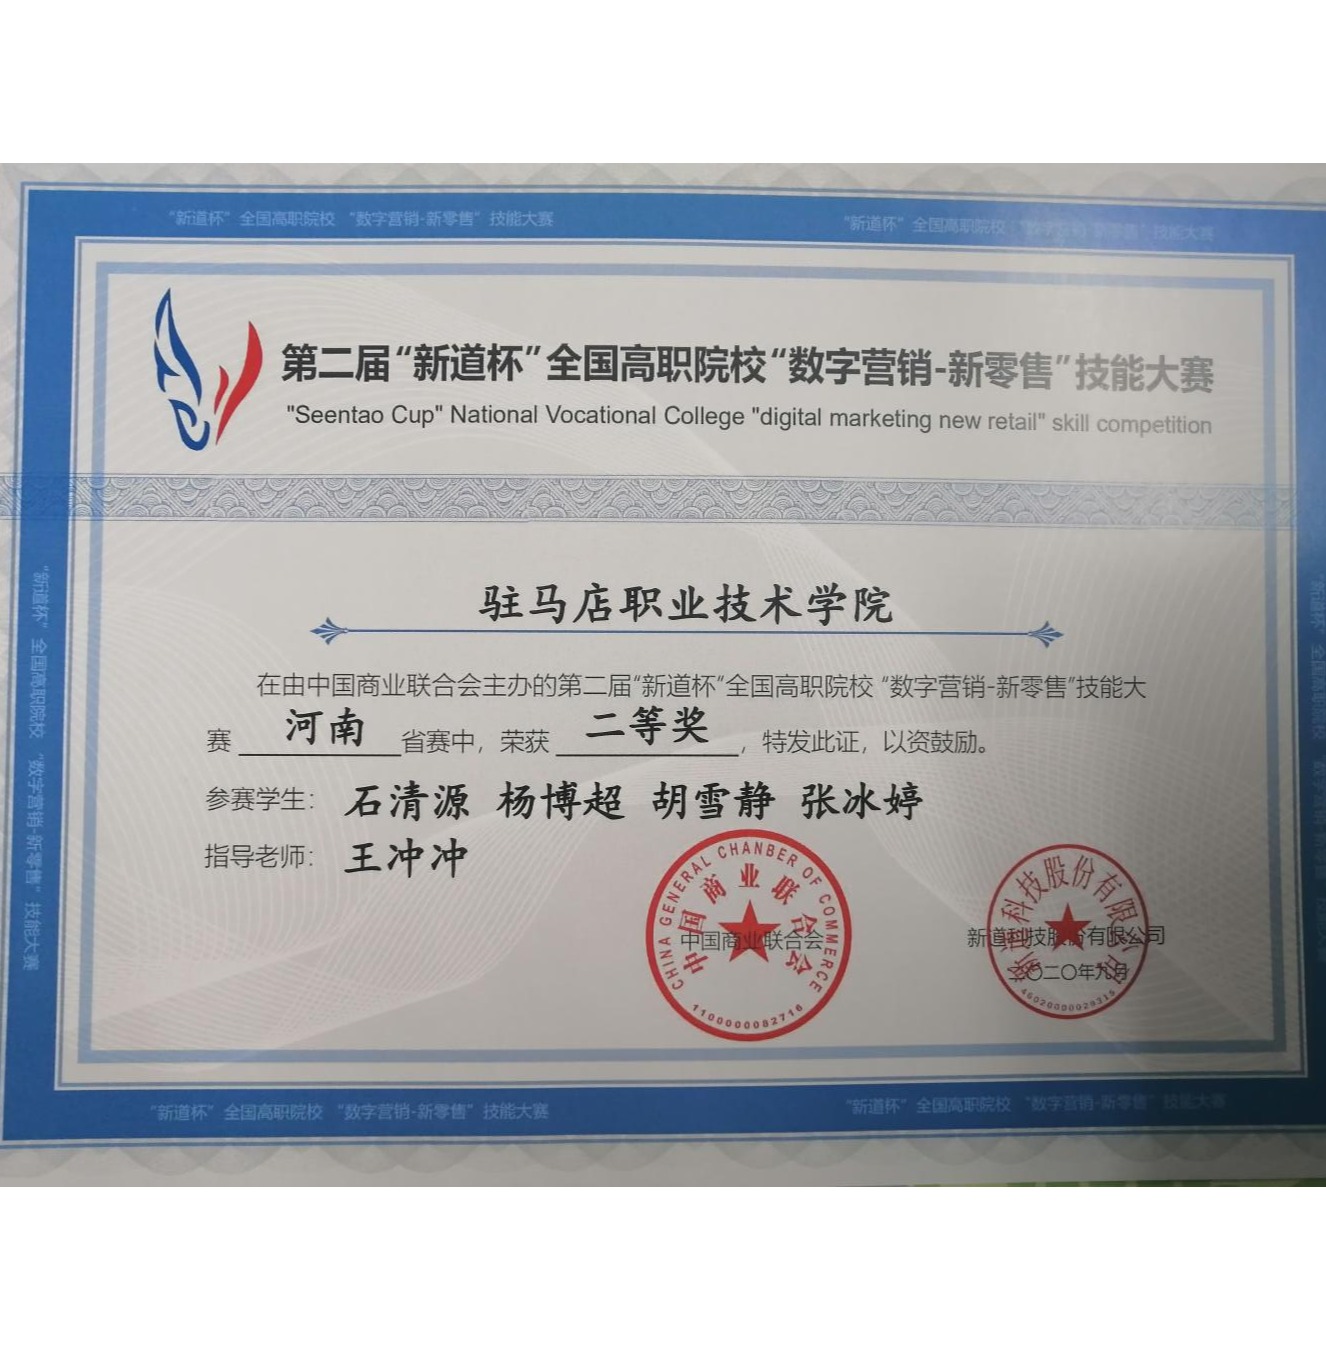 “新道杯” 全国高职院校 “数字营销-新零售” 技能大赛
“新道杯” 全国高职院校 “数字营销-新零售” 技能大赛
第二届“新道杯”全国高职院校“数字营销-新零售”技能大赛
"Seentao Cup" National Vocational College "digital marketing new retail" skill competition
驻马店职业技术学院
在由中国商业联合会主办的第二届“新道杯”全国高职院校 “数字营销-新零售”技能大
赛 河南 省赛中，荣获 二等奖 ，特发此证，以资鼓励。
参赛学生： 石清源 杨博超 胡雪静 张冰婷
指导老师： 王冲冲
CHINA GENERAL CHANBER OF COMMERCE
中国商业联合会
中国商业联合会
1100000082716
新道科技股份有限公司
新道科技股份有限公司
二〇二〇年九月
“新道杯” 全国高职院校 “数字营销-新零售” 技能大赛
“新道杯” 全国高职院校 “数字营销-新零售” 技能大赛
“新道杯” 全国高职院校 “数字营销-新零售” 技能大赛